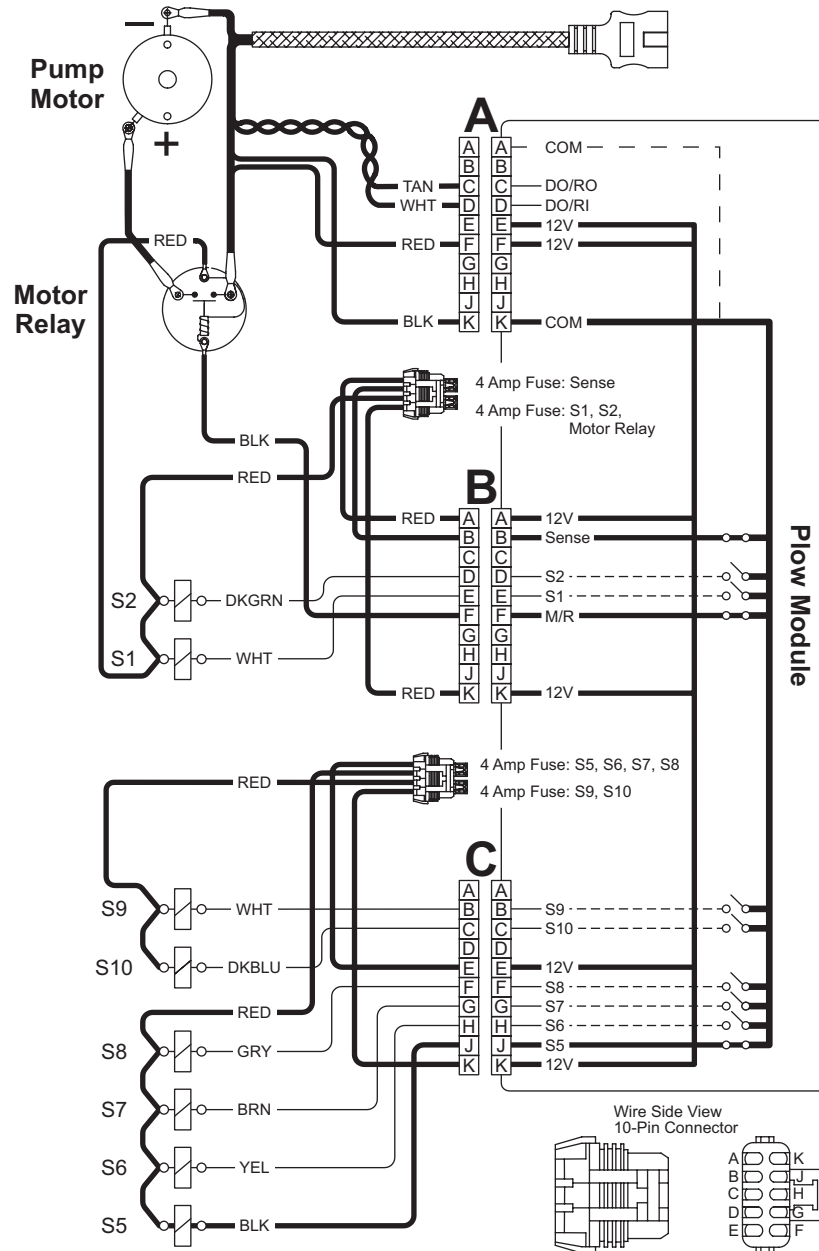 Pump
Motor
−
+
A
A A COM
B B
TAN C C DO/RO
WHT D D DO/RI
E E 12V
RED F F 12V
G G
H H
J J
BLK K K COM
RED
Motor
Relay
4 Amp Fuse: Sense
4 Amp Fuse: S1, S2,
Motor Relay
BLK
RED
B
RED A A 12V
B B Sense
C C
S2 DKGRN D D S2
E E S1
F F M/R
G G
S1 WHT H H
J J
RED K K 12V
Plow Module
4 Amp Fuse: S5, S6, S7, S8
4 Amp Fuse: S9, S10
RED
C
A A
S9 WHT B B S9
C C S10
D D
S10 DKBLU E E 12V
F F S8
G G S7
RED
H H S6
J J S5
K K 12V
S8 GRY
S7 BRN
S6 YEL
S5 BLK
Wire Side View
10-Pin Connector
A K
B J
C H
D G
E F